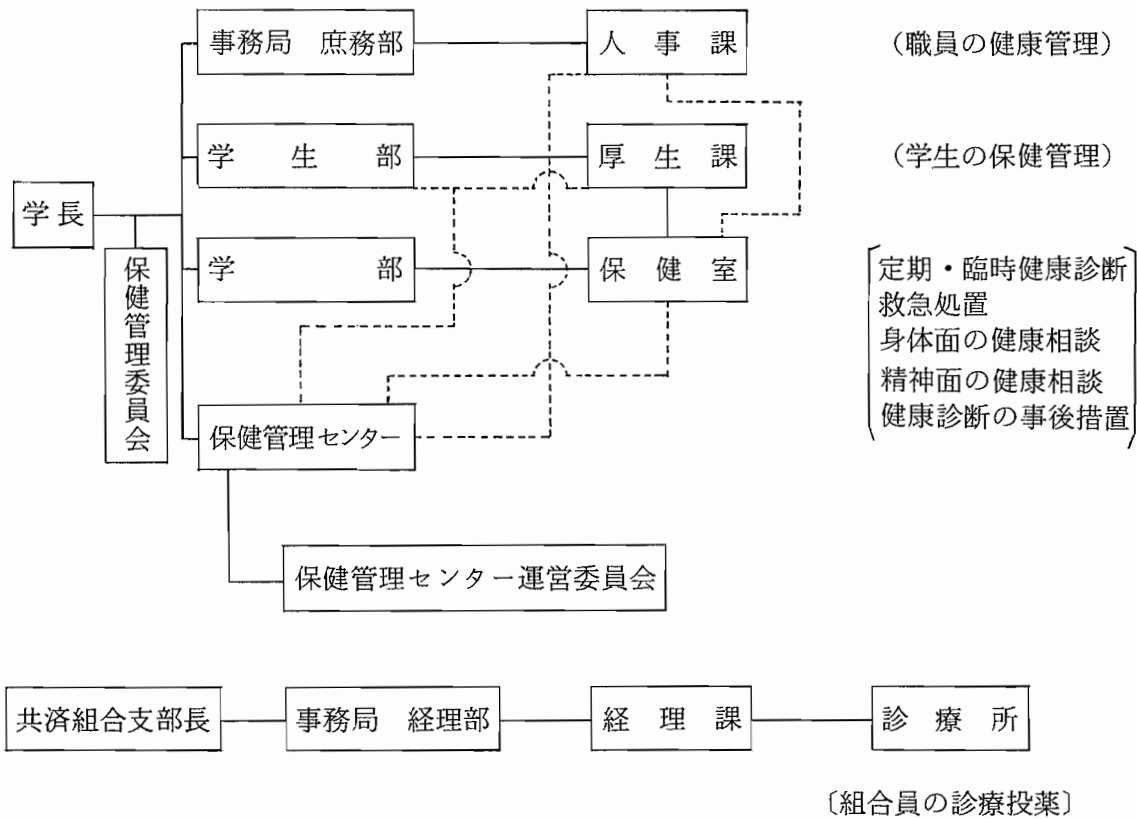 事務局 庶務部
人事課
（職員の健康管理）
学生部
厚生課
（学生の保健管理）
学長
保健管理委員会
学部
保健室
定期・臨時健康診断
救急処置
身体面の健康相談
精神面の健康相談
健康診断の事後措置
保健管理センター
保健管理センター運営委員会
共済組合支部長
事務局 経理部
経理課
診療所
〔組合員の診療投薬〕